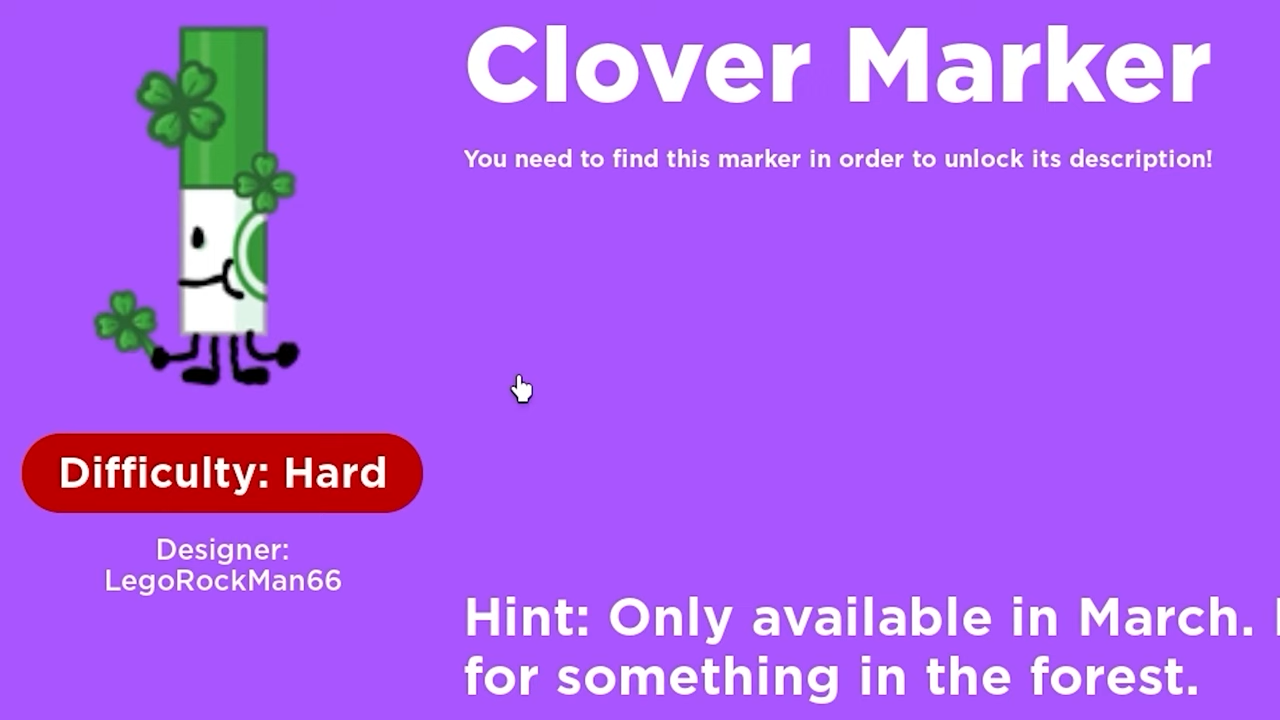 Clover Marker
You need to find this marker in order to unlock its description!
Difficulty: Hard
Designer:
LegoRockMan66
Hint: Only available in March.
for something in the forest.